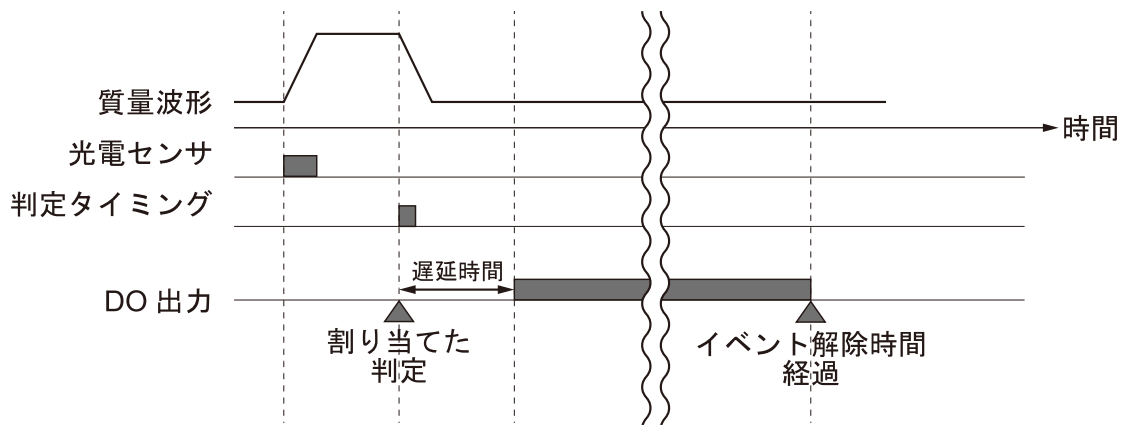 質量波形
時間
光電センサ
判定タイミング
遅延時間
DO 出力
割り当てた
判定
イベント解除時間
経過